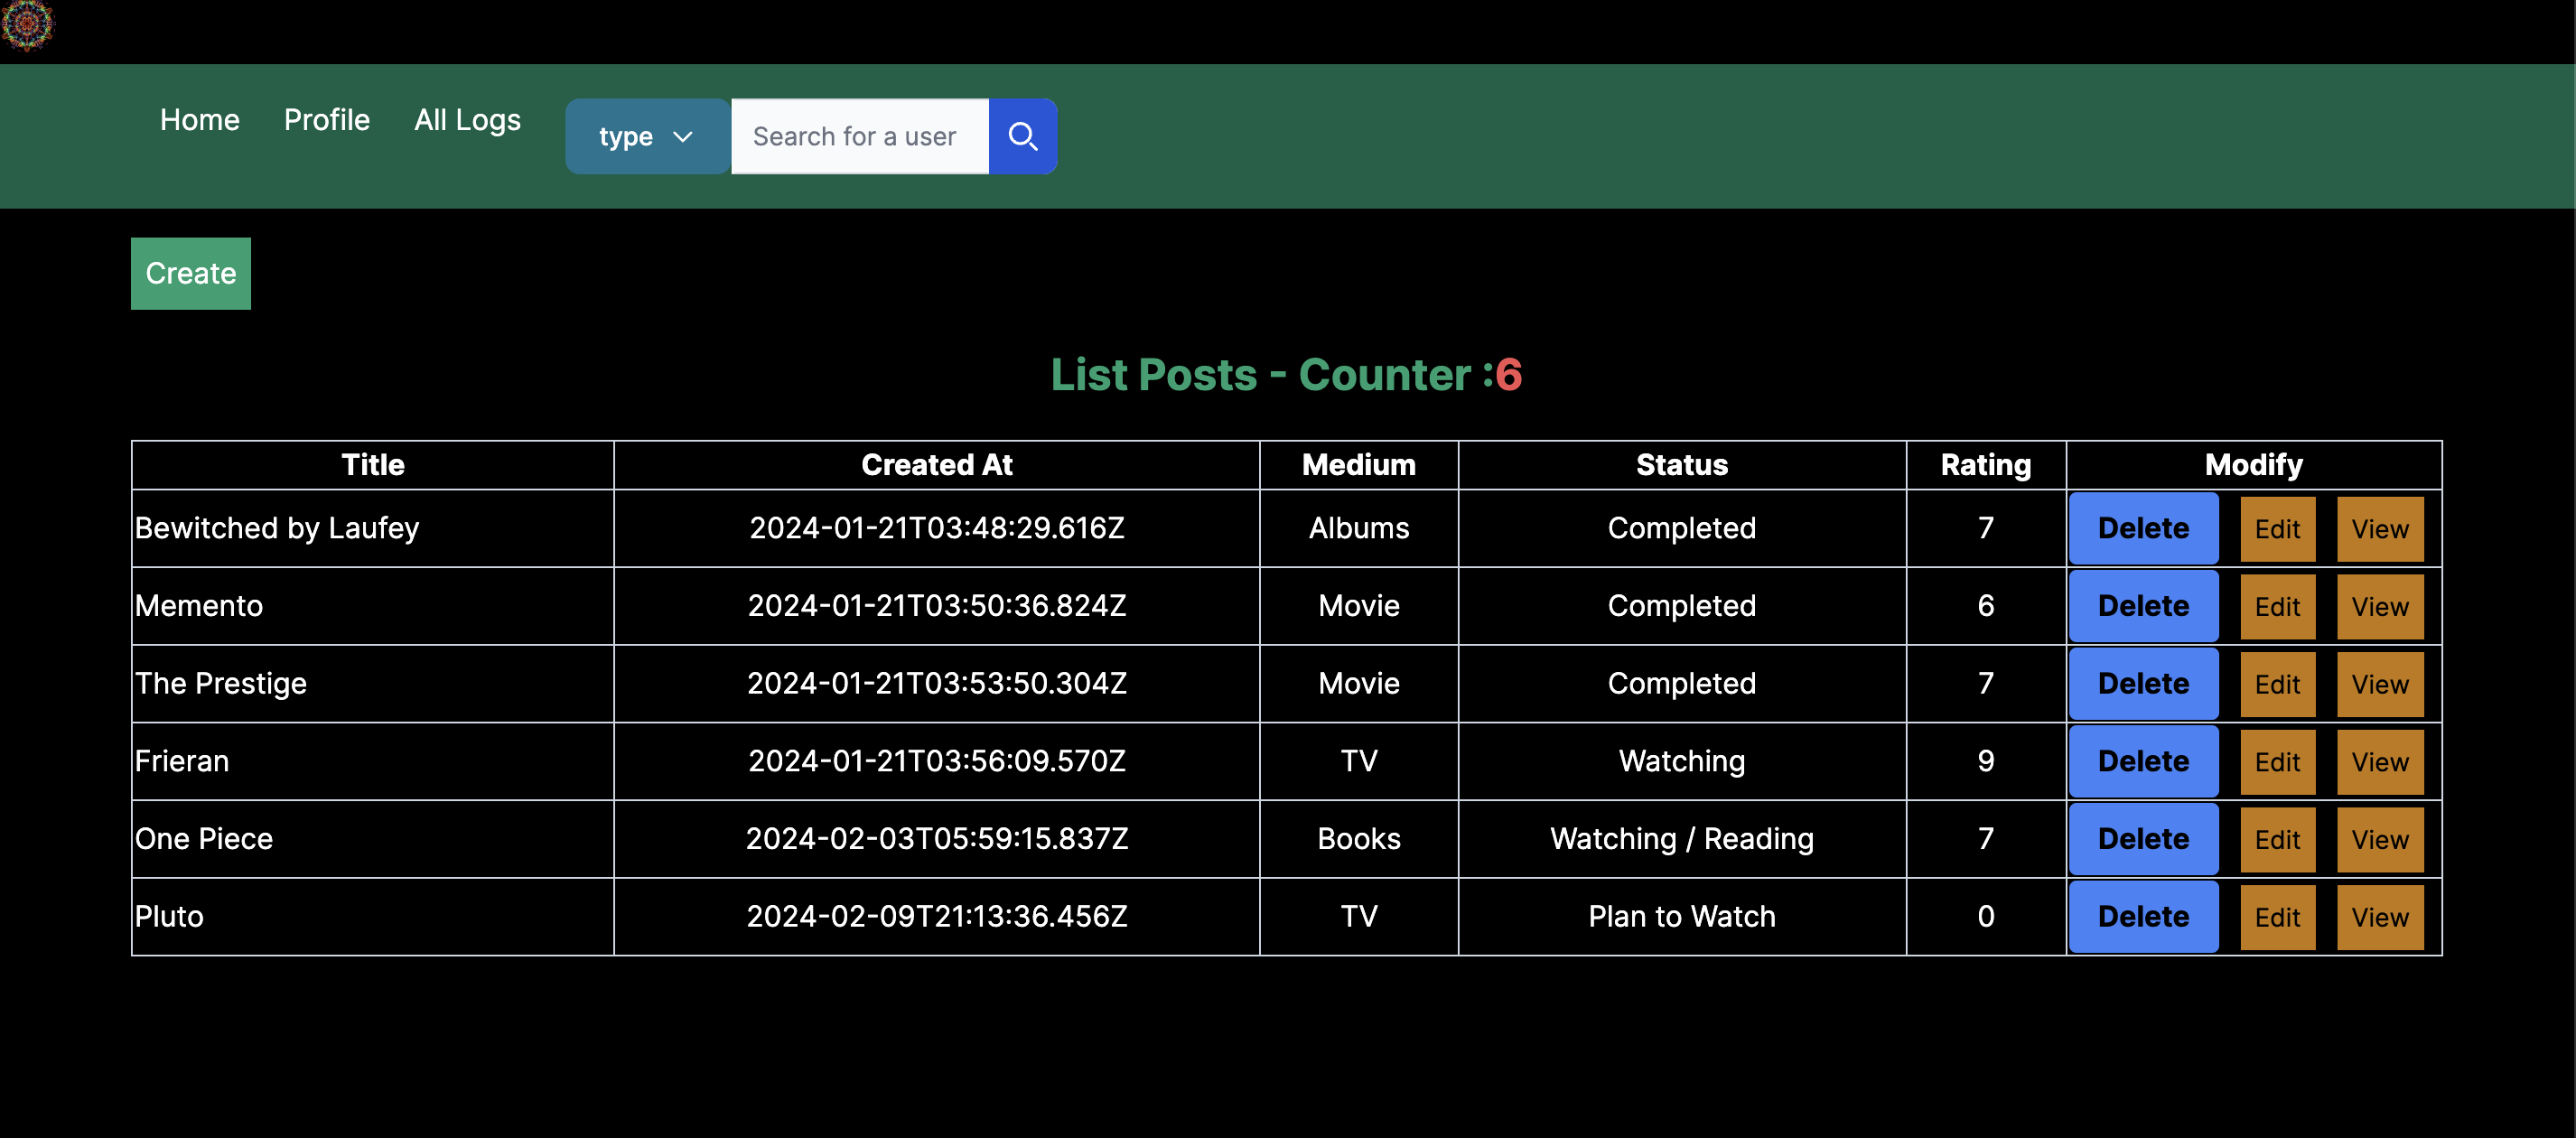 Home Profile All Logs type Search for a user
Create
List Posts - Counter :6
Title Created At Medium Status Rating Modify
Bewitched by Laufey 2024-01-21T03:48:29.616Z Albums Completed 7 Delete Edit View
Memento 2024-01-21T03:50:36.824Z Movie Completed 6 Delete Edit View
The Prestige 2024-01-21T03:53:50.304Z Movie Completed 7 Delete Edit View
Frieran 2024-01-21T03:56:09.570Z TV Watching 9 Delete Edit View
One Piece 2024-02-03T05:59:15.837Z Books Watching / Reading 7 Delete Edit View
Pluto 2024-02-09T21:13:36.456Z TV Plan to Watch 0 Delete Edit View